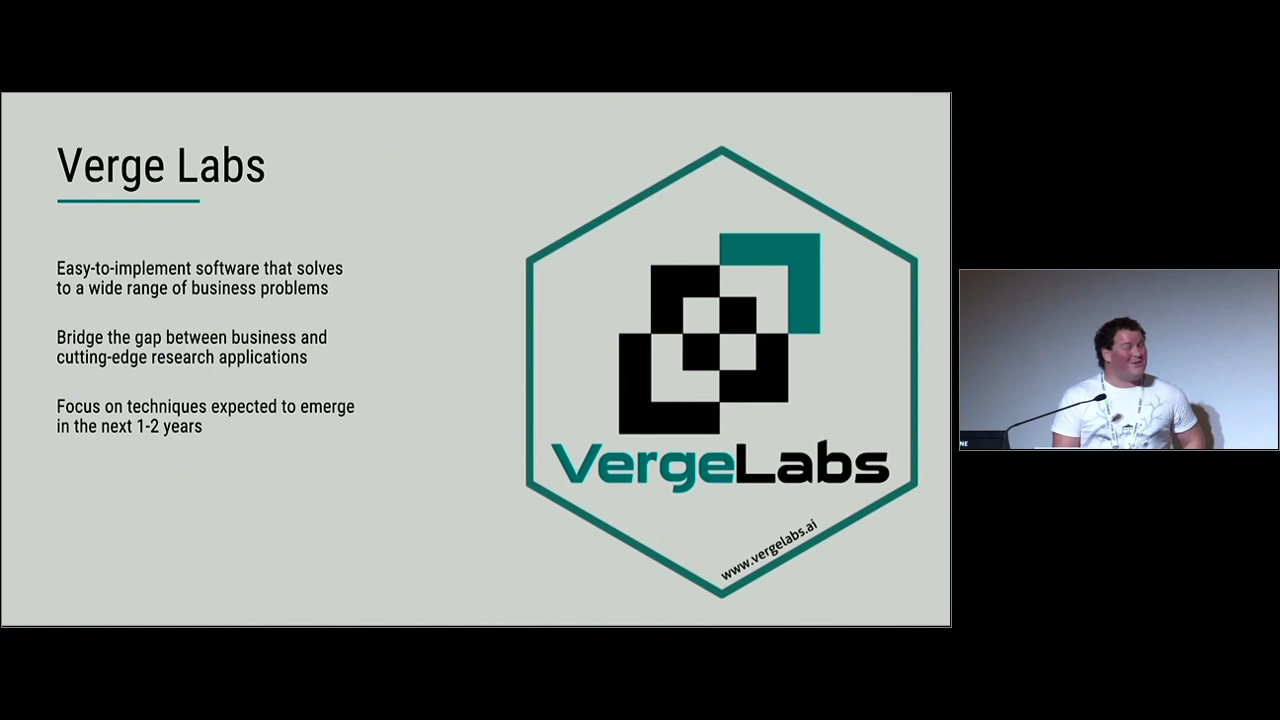 Verge Labs
Easy-to-implement software that solves
to a wide range of business problems
Bridge the gap between business and
cutting-edge research applications
Focus on techniques expected to emerge
in the next 1-2 years
VergeLabs
www.vergelabs.ai
NE